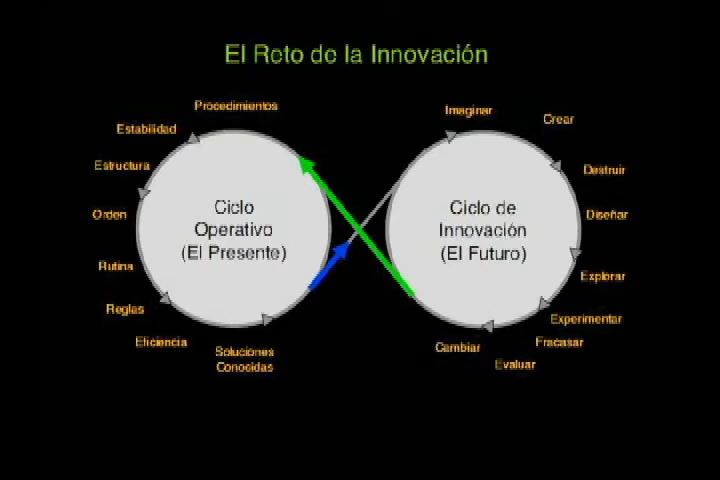 El Reto de la Innovación
Procedimientos
Estabilidad
Estructura
Orden
Rutina
Reglas
Eficiencia
Soluciones
Conocidas
Ciclo
Operativo
(El Presente)
Imaginar
Crear
Destruir
Diseñar
Explorar
Experimentar
Fracasar
Evaluar
Cambiar
Ciclo de
Innovación
(El Futuro)